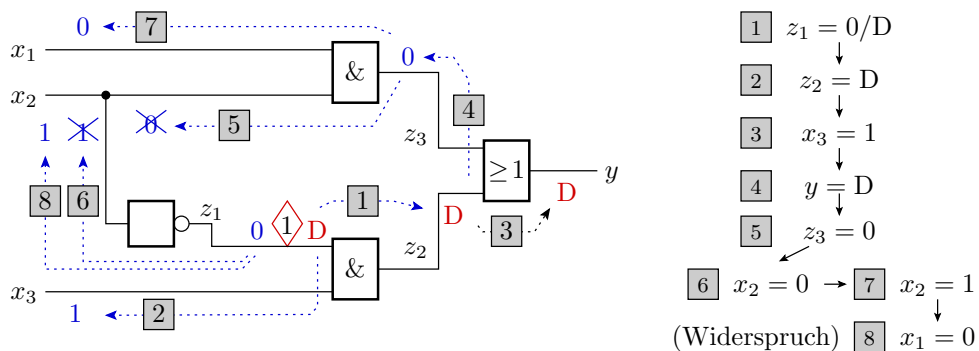 0 7
x₁ 0 &
x₂
1 1 0 5 4
z₃ ≥1 y
8 6 z₁ 1 D D
0 1 D 3
& z₂
x₃
1 2
1 z₁ = 0/D
2 z₂ = D
3 x₃ = 1
4 y = D
5 z₃ = 0
6 x₂ = 0 7 x₂ = 1
(Widerspruch) 8 x₁ = 0